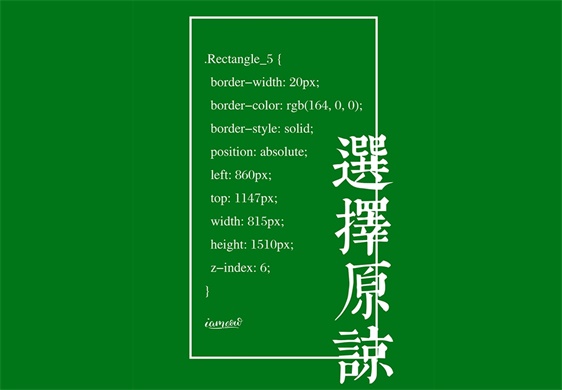 .Rectangle_5 {
border-width: 20px;
border-color: rgb(164, 0, 0);
border-style: solid;
position: absolute;
left: 860px;
top: 1147px;
width: 815px;
height: 1510px;
z-index: 6;
}
iameow
選擇原諒